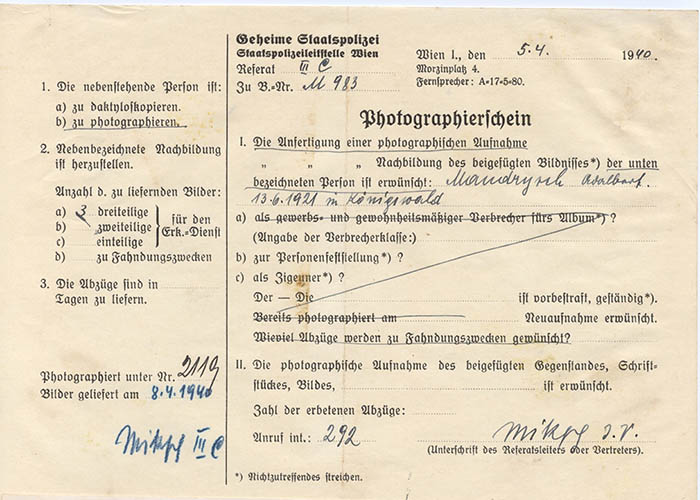 Geheime Staatspolizei
Staatspolizeileitstelle Wien
Referat III C
Zu B.-Nr. M 983
Wien I., den 5.4. 1940.
Morzinplatz 4.
Fernsprecher: A=17=5=80.
1. Die nebenstehende Person ist:
a) zu daktyloskopieren.
b) zu photographieren.
2. Nebenbezeichnete Nachbildung
ist herzustellen.
Anzahl d. zu liefernden Bilder:
a) 3 dreiteilige
b) zweiteilige
c) einteilige
für den
Erk.=Dienst
d) zu Fahndungszwecken
3. Die Abzüge sind in
Tagen zu liefern.
Photographiert unter Nr. 2119
Bilder geliefert am 8.4.1940
III C
Photographierschein
I. Die Anfertigung einer photographischen Aufnahme
„ „ „ Nachbildung des beigefügten Bildnisses*) der unten
bezeichneten Person ist erwünscht: Adalbert.
13.6.1921 in Königswald
a) als gewerbs- und gewohnheitsmäßiger Verbrecher fürs Album*) ?
(Angabe der Verbrecherklasse:)
b) zur Personenfeststellung*) ?
c) als Zigeuner*) ?
Der — Die ist vorbestraft, geständig*).
Bereits photographiert am Neuaufnahme erwünscht.
Wieviel Abzüge werden zu Fahndungszwecken gewünscht?
II. Die photographische Aufnahme des beigefügten Gegenstandes, Schrift-
stückes, Bildes, ist erwünscht.
Zahl der erbetenen Abzüge:
Anruf int.: 292
(Unterschrift des Referatsleiters oder Vertreters).
*) Nichtzutreffendes streichen.